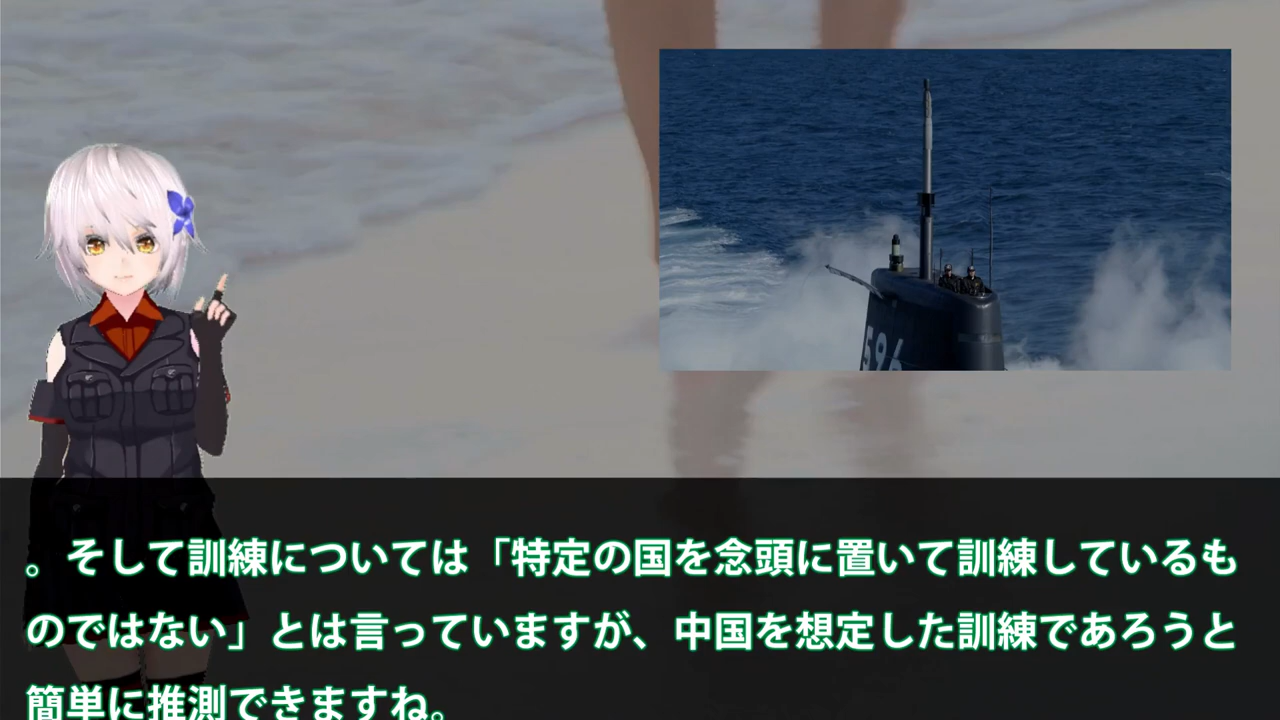 596
。そして訓練については「特定の国を念頭に置いて訓練しているも
のではない」とは言っていますが、中国を想定した訓練であろうと
簡単に推測できますね。